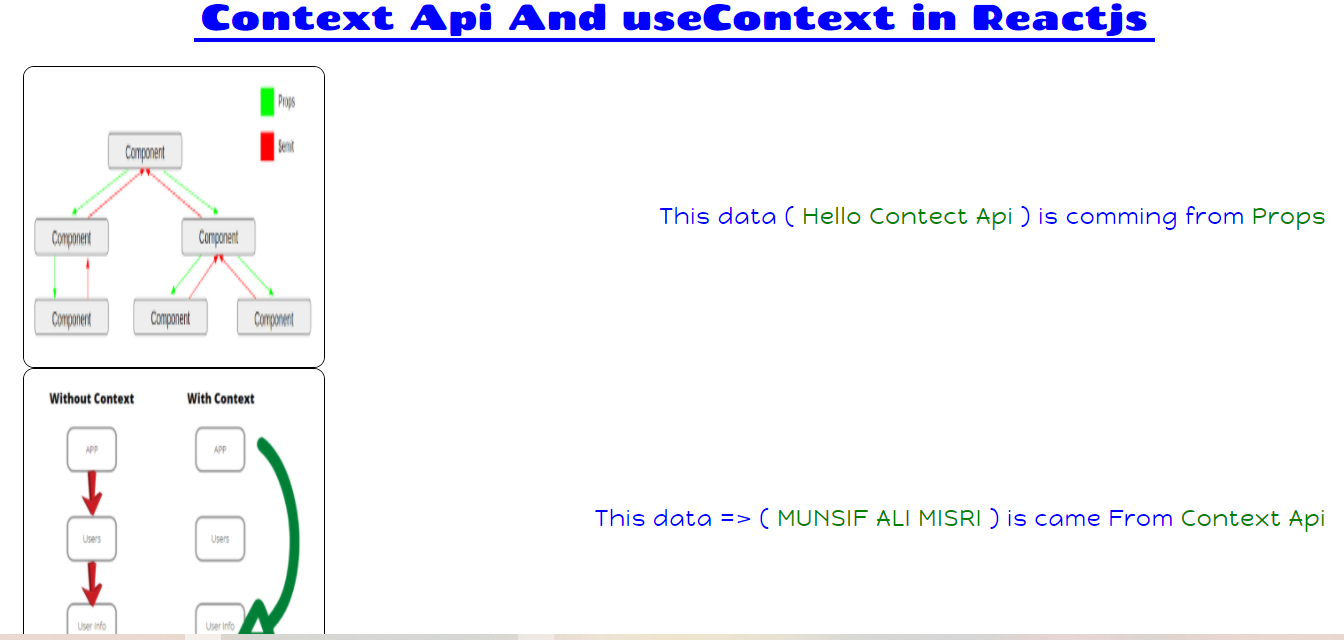 Context Api And useContext in Reactjs
Props
$emit
Component
Component
Component
Component
Component
Component
This data ( Hello Contect Api ) is comming from Props
Without Context
With Context
APP
APP
Users
Users
User Info
User Info
This data => ( MUNSIF ALI MISRI ) is came From Context Api